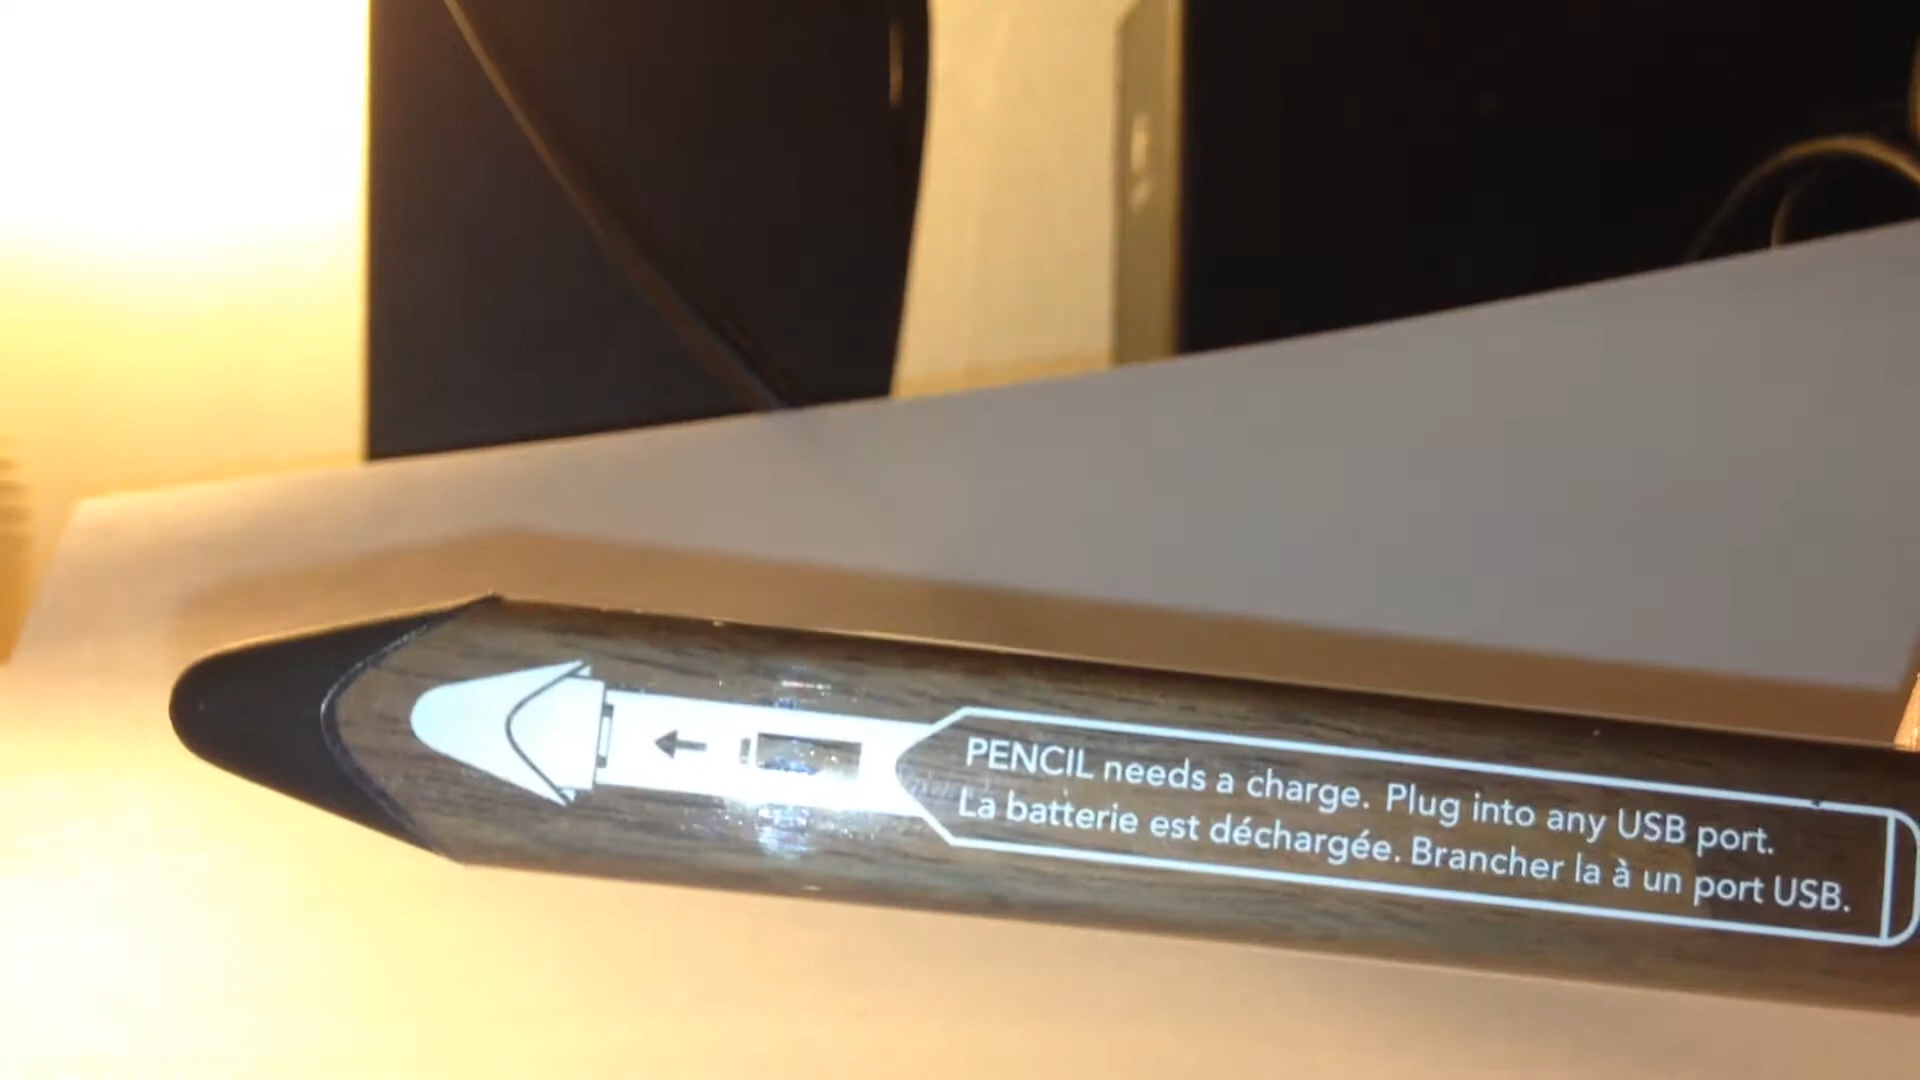 PENCIL needs a charge. Plug into any USB port.
La batterie est déchargée. Brancher la à un port USB.